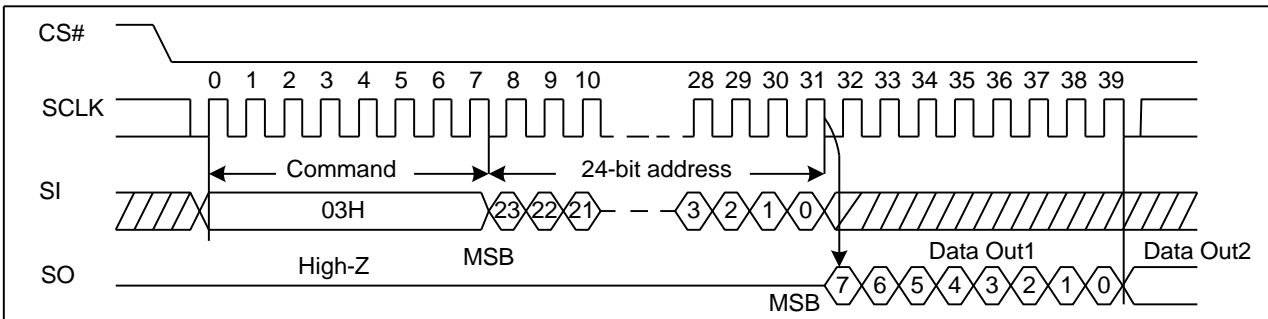 CS#
0 1 2 3 4 5 6 7 8 9 10 28 29 30 31 32 33 34 35 36 37 38 39
SCLK
Command 24-bit address
SI 03H 23 22 21 3 2 1 0
High-Z MSB Data Out1 Data Out2
SO MSB 7 6 5 4 3 2 1 0